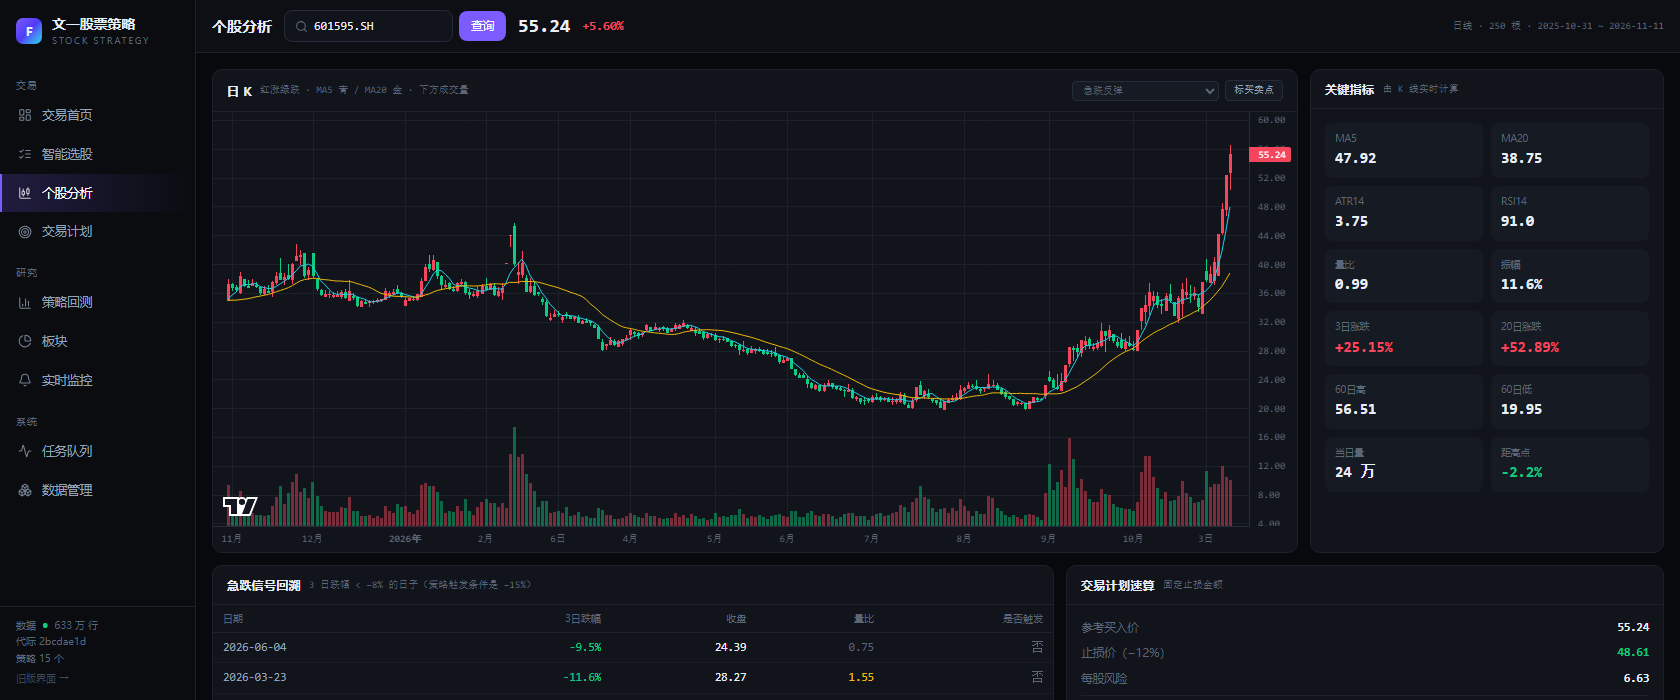 F
文一股票策略
STOCK STRATEGY
交易
交易首页
智能选股
个股分析
交易计划
研究
策略回测
板块
实时监控
系统
任务队列
数据管理
数据 ● 633 万 行
代际 2bcdae1d
策略 15 个
旧版界面 →
个股分析
601595.SH
查询
55.24 +5.60%
日线 · 250 根 · 2025-10-31 ~ 2026-11-11
日 K 红涨绿跌 · MA5 青 / MA20 金 · 下方成交量
急跌反弹
标买卖点
60.00
55.24
52.00
48.00
44.00
40.00
36.00
32.00
28.00
24.00
20.00
16.00
12.00
8.00
4.00
11月 12月 2026年 2月 6日 4月 5月 6月 7月 8月 9月 10月 3日
关键指标 由 K 线实时计算
MA5
47.92
MA20
38.75
ATR14
3.75
RSI14
91.0
量比
0.99
振幅
11.6%
3日涨跌
+25.15%
20日涨跌
+52.89%
60日高
56.51
60日低
19.95
当日量
24 万
距高点
-2.2%
急跌信号回溯 3 日跌幅 < -8% 的日子（策略触发条件是 -15%）
日期 3日跌幅 收盘 量比 是否触发
2026-06-04 -9.5% 24.39 0.75 否
2026-03-23 -11.6% 28.27 1.55 否
交易计划速算 固定止损金额
参考买入价 55.24
止损价（-12%） 48.61
每股风险 6.63